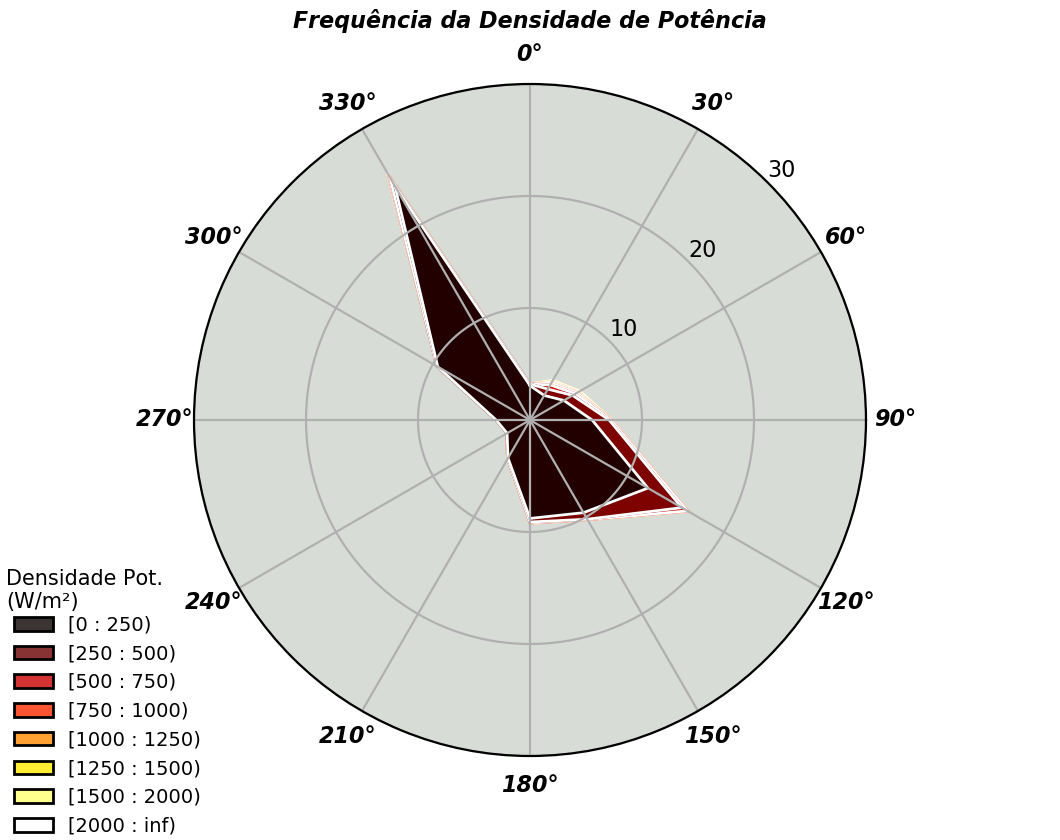 Frequência da Densidade de Potência
0°
330°
30°
30
300°
60°
20
10
270°
90°
Densidade Pot.
(W/m²)
240°
120°
[0 : 250)
[250 : 500)
[500 : 750)
[750 : 1000)
210°
150°
[1000 : 1250)
[1250 : 1500)
180°
[1500 : 2000)
[2000 : inf)